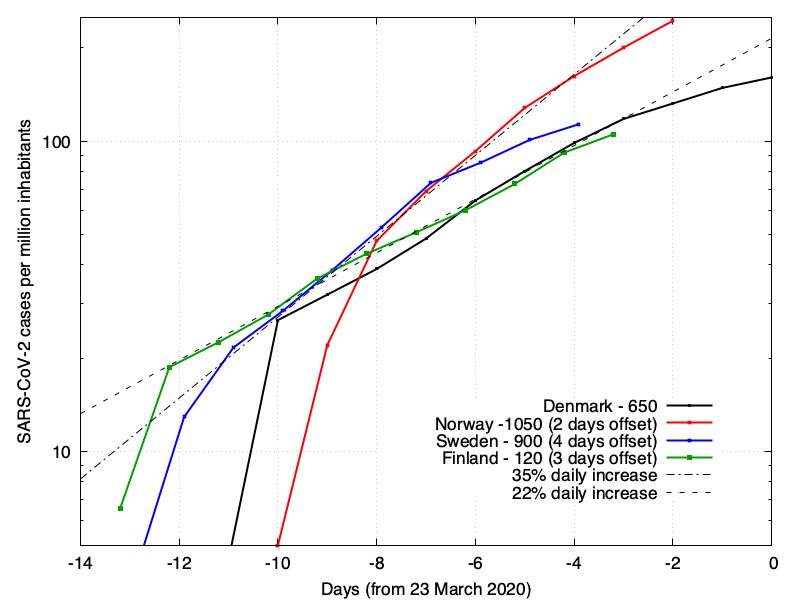 SARS-CoV-2 cases per million inhabitants
100
10
Denmark - 650
Norway -1050 (2 days offset)
Sweden - 900 (4 days offset)
Finland - 120 (3 days offset)
35% daily increase
22% daily increase
-14 -12 -10 -8 -6 -4 -2 0
Days (from 23 March 2020)